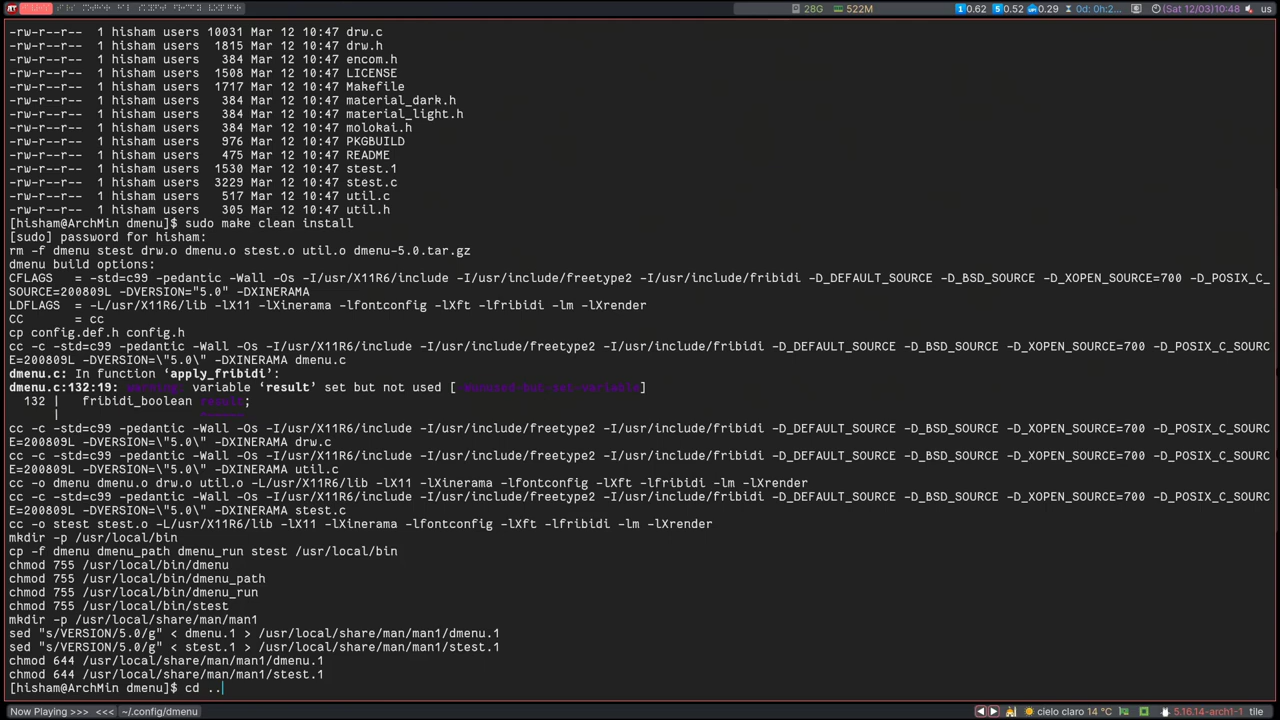 28G 522M 0.62 0.52 0.29 0d: 0h:2... (Sat 12/03)10:48 us
-rw-r--r-- 1 hisham users 10031 Mar 12 10:47 drw.c
-rw-r--r-- 1 hisham users 1815 Mar 12 10:47 drw.h
-rw-r--r-- 1 hisham users 384 Mar 12 10:47 encom.h
-rw-r--r-- 1 hisham users 1508 Mar 12 10:47 LICENSE
-rw-r--r-- 1 hisham users 1717 Mar 12 10:47 Makefile
-rw-r--r-- 1 hisham users 384 Mar 12 10:47 material_dark.h
-rw-r--r-- 1 hisham users 384 Mar 12 10:47 material_light.h
-rw-r--r-- 1 hisham users 384 Mar 12 10:47 molokai.h
-rw-r--r-- 1 hisham users 976 Mar 12 10:47 PKGBUILD
-rw-r--r-- 1 hisham users 475 Mar 12 10:47 README
-rw-r--r-- 1 hisham users 1530 Mar 12 10:47 stest.1
-rw-r--r-- 1 hisham users 3229 Mar 12 10:47 stest.c
-rw-r--r-- 1 hisham users 517 Mar 12 10:47 util.c
-rw-r--r-- 1 hisham users 305 Mar 12 10:47 util.h
[hisham@ArchMin dmenu]$ sudo make clean install
[sudo] password for hisham:
rm -f dmenu stest drw.o dmenu.o stest.o util.o dmenu-5.0.tar.gz
dmenu build options:
CFLAGS = -std=c99 -pedantic -Wall -Os -I/usr/X11R6/include -I/usr/include/freetype2 -I/usr/include/fribidi -D_DEFAULT_SOURCE -D_BSD_SOURCE -D_XOPEN_SOURCE=700 -D_POSIX_C_
SOURCE=200809L -DVERSION="5.0" -DXINERAMA
LDFLAGS = -L/usr/X11R6/lib -lX11 -lXinerama -lfontconfig -lXft -lfribidi -lm -lXrender
CC = cc
cp config.def.h config.h
cc -c -std=c99 -pedantic -Wall -Os -I/usr/X11R6/include -I/usr/include/freetype2 -I/usr/include/fribidi -D_DEFAULT_SOURCE -D_BSD_SOURCE -D_XOPEN_SOURCE=700 -D_POSIX_C_SOURC
E=200809L -DVERSION=\"5.0\" -DXINERAMA dmenu.c
dmenu.c: In function ‘apply_fribidi’:
dmenu.c:132:19: warning: variable ‘result’ set but not used [-Wunused-but-set-variable]
132 | fribidi_boolean result;
| ^~~~~~
cc -c -std=c99 -pedantic -Wall -Os -I/usr/X11R6/include -I/usr/include/freetype2 -I/usr/include/fribidi -D_DEFAULT_SOURCE -D_BSD_SOURCE -D_XOPEN_SOURCE=700 -D_POSIX_C_SOURC
E=200809L -DVERSION=\"5.0\" -DXINERAMA drw.c
cc -c -std=c99 -pedantic -Wall -Os -I/usr/X11R6/include -I/usr/include/freetype2 -I/usr/include/fribidi -D_DEFAULT_SOURCE -D_BSD_SOURCE -D_XOPEN_SOURCE=700 -D_POSIX_C_SOURC
E=200809L -DVERSION=\"5.0\" -DXINERAMA util.c
cc -o dmenu dmenu.o drw.o util.o -L/usr/X11R6/lib -lX11 -lXinerama -lfontconfig -lXft -lfribidi -lm -lXrender
cc -c -std=c99 -pedantic -Wall -Os -I/usr/X11R6/include -I/usr/include/freetype2 -I/usr/include/fribidi -D_DEFAULT_SOURCE -D_BSD_SOURCE -D_XOPEN_SOURCE=700 -D_POSIX_C_SOURC
E=200809L -DVERSION=\"5.0\" -DXINERAMA stest.c
cc -o stest stest.o -L/usr/X11R6/lib -lX11 -lXinerama -lfontconfig -lXft -lfribidi -lm -lXrender
mkdir -p /usr/local/bin
cp -f dmenu dmenu_path dmenu_run stest /usr/local/bin
chmod 755 /usr/local/bin/dmenu
chmod 755 /usr/local/bin/dmenu_path
chmod 755 /usr/local/bin/dmenu_run
chmod 755 /usr/local/bin/stest
mkdir -p /usr/local/share/man/man1
sed "s/VERSION/5.0/g" < dmenu.1 > /usr/local/share/man/man1/dmenu.1
sed "s/VERSION/5.0/g" < stest.1 > /usr/local/share/man/man1/stest.1
chmod 644 /usr/local/share/man/man1/dmenu.1
chmod 644 /usr/local/share/man/man1/stest.1
[hisham@ArchMin dmenu]$ cd ..
Now Playing >>> <<< ~/.config/dmenu cielo claro 14 °C 5.16.14-arch1-1 tile